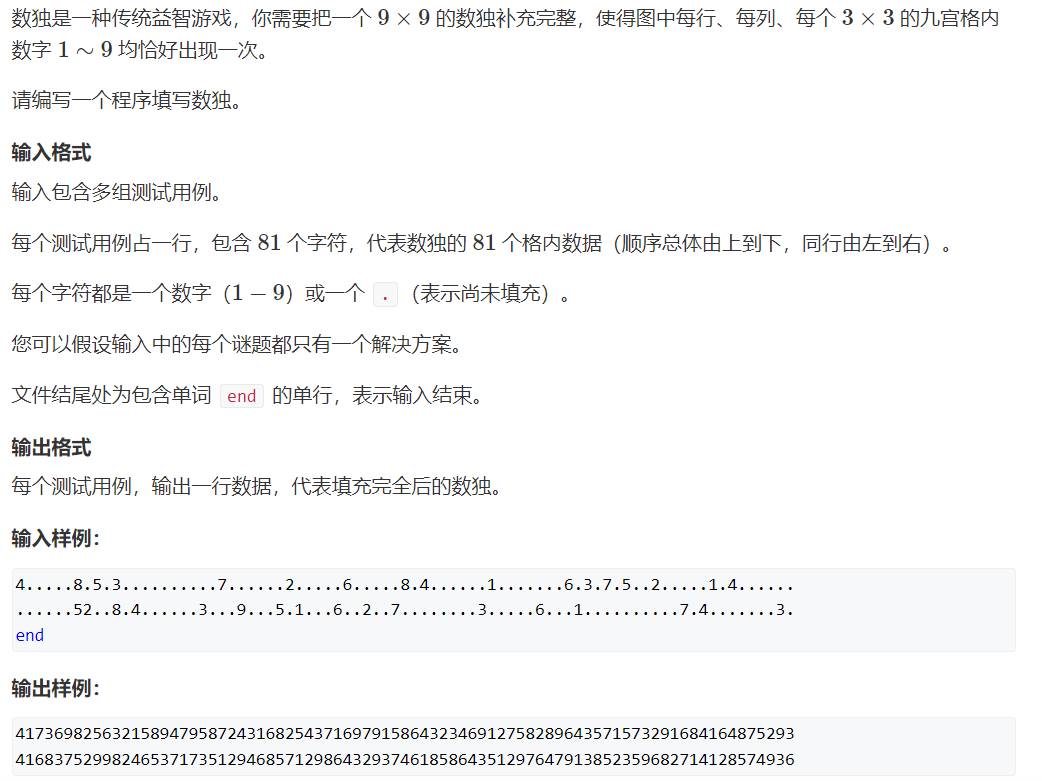 数独是一种传统益智游戏，你需要把一个 9 × 9 的数独补充完整，使得图中每行、每列、每个 3 × 3 的九宫格内
数字 1 ∼ 9 均恰好出现一次。
请编写一个程序填写数独。
输入格式
输入包含多组测试用例。
每个测试用例占一行，包含 81 个字符，代表数独的 81 个格内数据（顺序总体由上到下，同行由左到右）。
每个字符都是一个数字（1 − 9）或一个 . （表示尚未填充）。
您可以假设输入中的每个谜题都只有一个解决方案。
文件结尾处为包含单词 end 的单行，表示输入结束。
输出格式
每个测试用例，输出一行数据，代表填充完全后的数独。
输入样例：
4.....8.5.3..........7......2.....6.....8.4......1.......6.3.7.5..2.....1.4......
......52..8.4......3...9...5.1...6..2..7........3.....6...1..........7.4.......3.
end
输出样例：
417369825632158947958724316825437169791586432346912758289643571573291684164875293
416837529982465371735129468571298643293746185864351297647913852359682714128574936